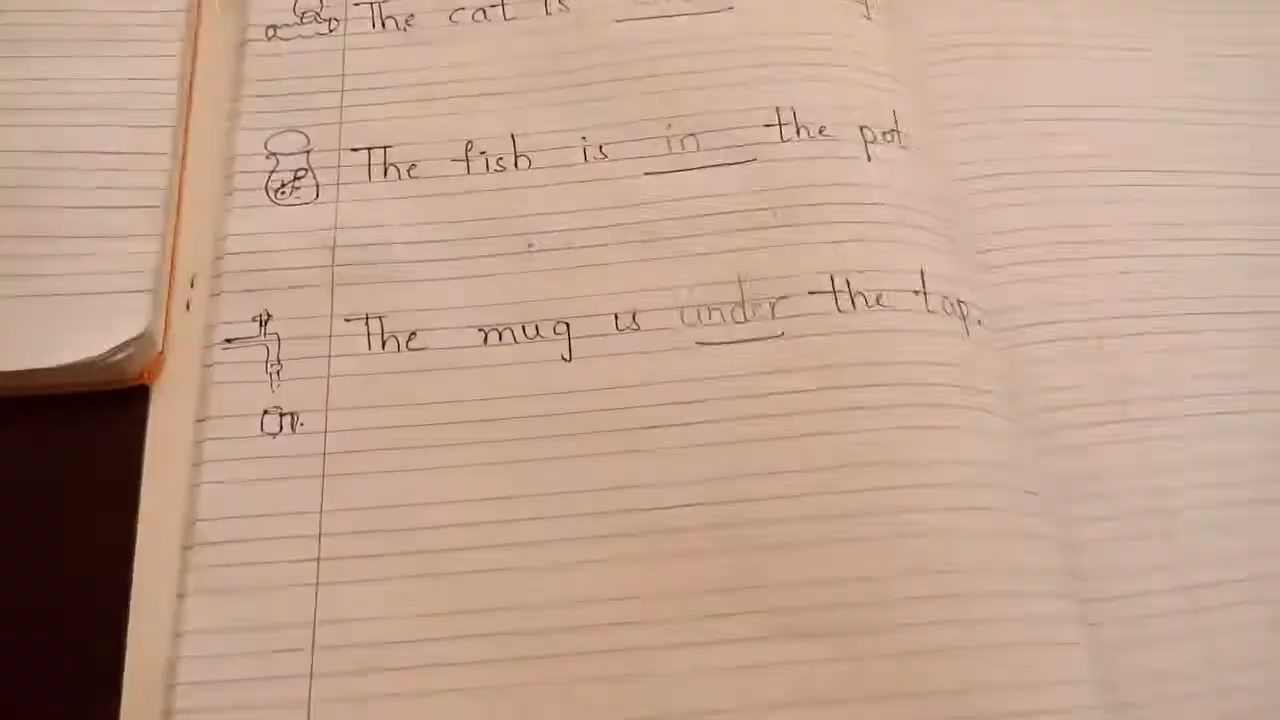 The cat is
The fish is in the pot
The mug is under the tap.